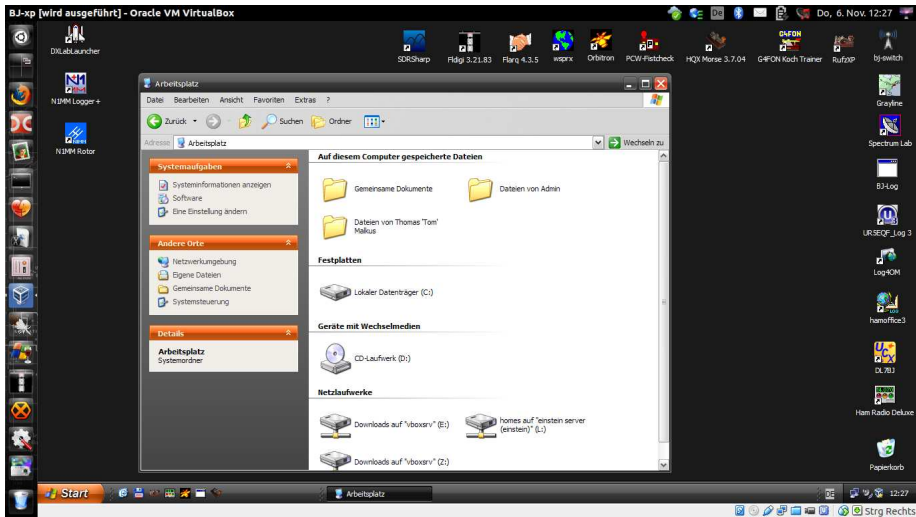 BJ-xp [wird ausgeführt] - Oracle VM VirtualBox
De
Do, 6. Nov. 12:27
DXLabLauncher
SDRSharp
Fldigi 3.21.83
Flarq 4.3.5
wsprx
Orbitron
PCW-Fistcheck
HQX Morse 3.7.04
G4FON
G4FON Koch Trainer
RufzXP
bj-switch
N1MM
N1MM Logger+
N1MM Rotor
Grayline
Spectrum Lab
BJ-Log
UR5EQF_Log 3
Log4OM
hamoffice3
UCX
DL7BJ
Ham Radio Deluxe
Papierkorb
Arbeitsplatz
Datei Bearbeiten Ansicht Favoriten Extras ?
Zurück Suchen Ordner
Adresse Arbeitsplatz Wechseln zu
Systemaufgaben
Systeminformationen anzeigen
Software
Eine Einstellung ändern
Andere Orte
Netzwerkumgebung
Eigene Dateien
Gemeinsame Dokumente
Systemsteuerung
Details
Arbeitsplatz
Systemordner
Auf diesem Computer gespeicherte Dateien
Gemeinsame Dokumente
Dateien von Admin
Dateien von Thomas 'Tom'
Malkus
Festplatten
Lokaler Datenträger (C:)
Geräte mit Wechselmedien
CD-Laufwerk (D:)
Netzlaufwerke
Downloads auf "vboxsrv" (E:)
homes auf "einstein server
(einstein)" (L:)
Downloads auf "vboxsrv" (Z:)
Start
Arbeitsplatz
DE
12:27
Strg Rechts